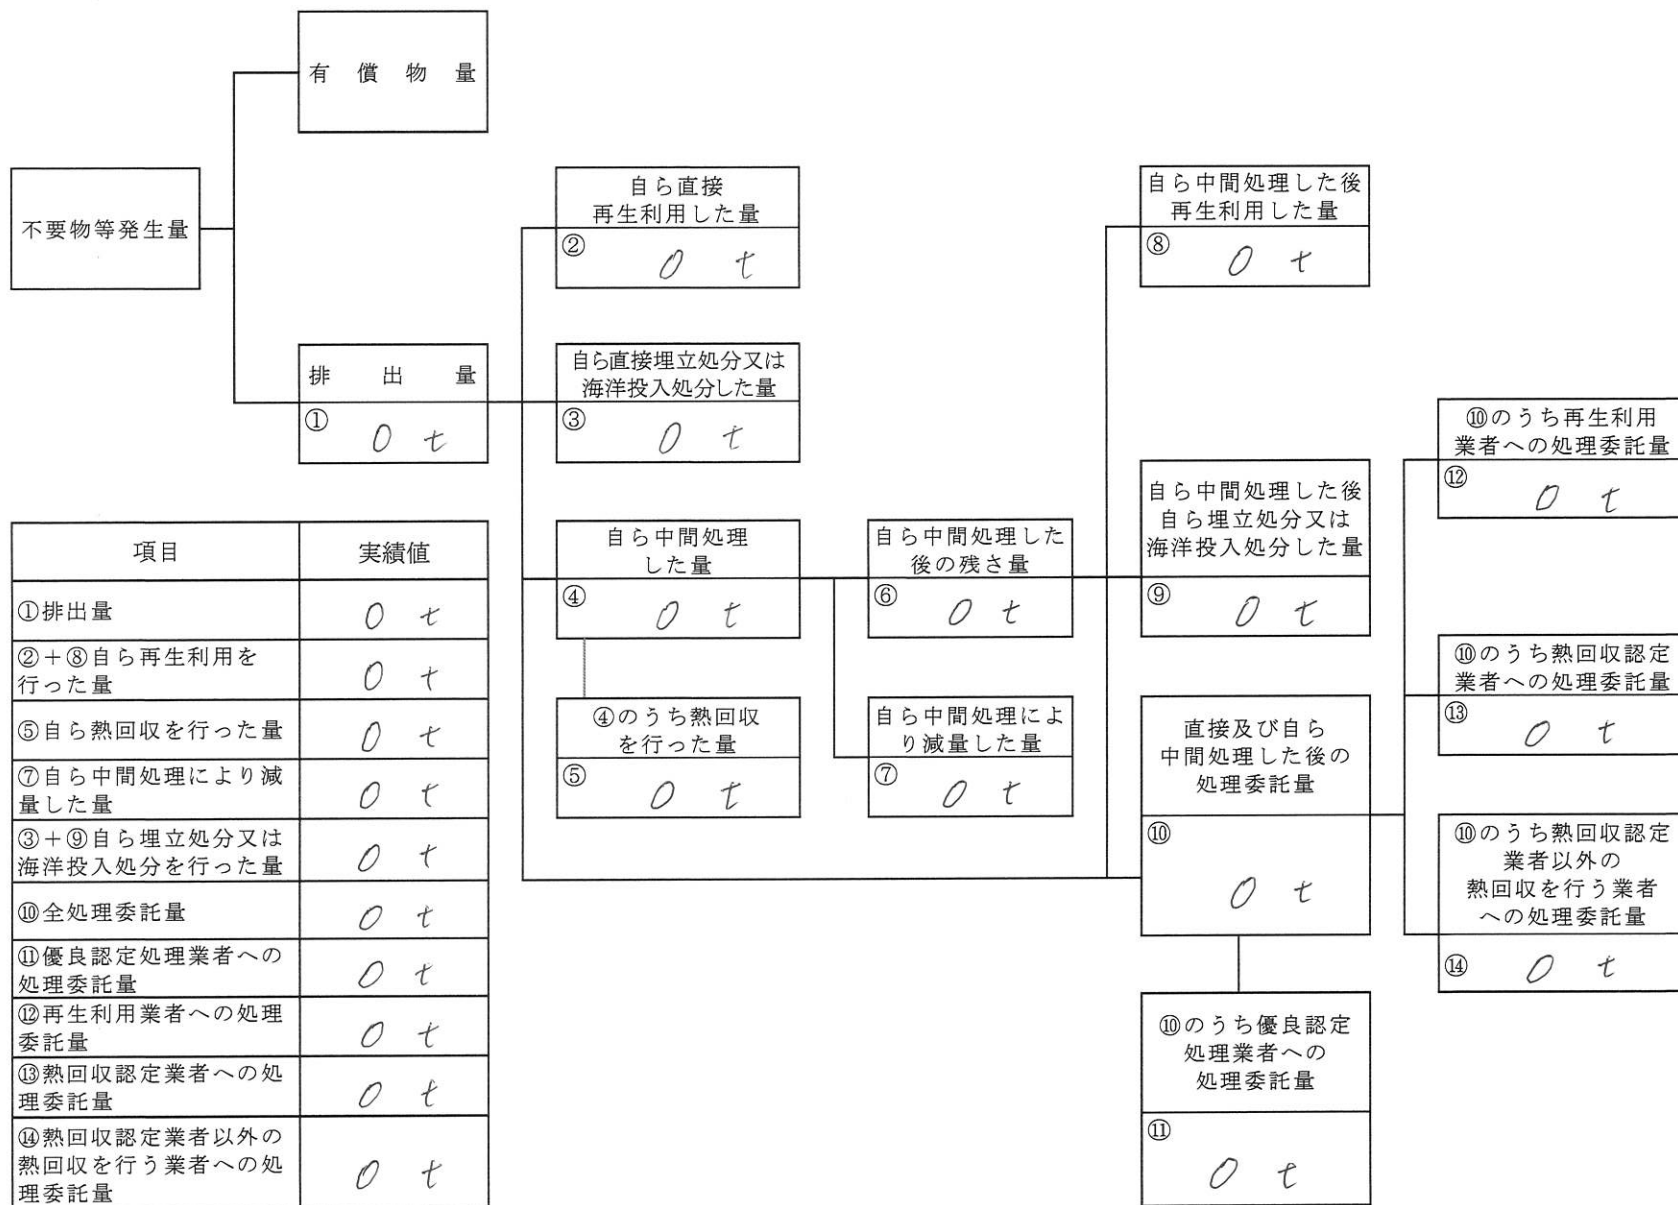 有償物量
不要物等発生量
排出量
①
0 t
自ら直接
再生利用した量
②
0 t
自ら直接埋立処分又は
海洋投入処分した量
③
0 t
自ら中間処理
した量
④
0 t
④のうち熱回収
を行った量
⑤
0 t
自ら中間処理した
後の残さ量
⑥
0 t
自ら中間処理によ
り減量した量
⑦
0 t
自ら中間処理した後
再生利用した量
⑧
0 t
自ら中間処理した後
自ら埋立処分又は
海洋投入処分した量
⑨
0 t
直接及び自ら
中間処理した後の
処理委託量
⑩
0 t
⑩のうち優良認定
処理業者への
処理委託量
⑪
0 t
⑩のうち再生利用
業者への処理委託量
⑫
0 t
⑩のうち熱回収認定
業者への処理委託量
⑬
0 t
⑩のうち熱回収認定
業者以外の
熱回収を行う業者
への処理委託量
⑭
0 t
項目 実績値
①排出量 0 t
②+⑧自ら再生利用を
行った量 0 t
⑤自ら熱回収を行った量 0 t
⑦自ら中間処理により減
量した量 0 t
③+⑨自ら埋立処分又は
海洋投入処分を行った量 0 t
⑩全処理委託量 0 t
⑪優良認定処理業者への
処理委託量 0 t
⑫再生利用業者への処理
委託量 0 t
⑬熱回収認定業者への処
理委託量 0 t
⑭熱回収認定業者以外の
熱回収を行う業者への処
理委託量 0 t